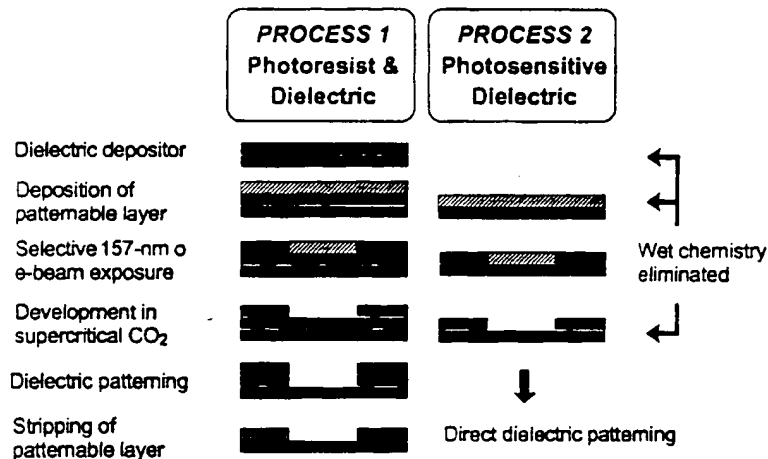 PROCESS 1
Photoresist &
Dielectric
PROCESS 2
Photosensitive
Dielectric
Dielectric depositor
Deposition of
patternable layer
Selective 157-nm o
e-beam exposure
Wet chemistry
eliminated
Development in
supercritical CO₂
Dielectric patterning
Stripping of
patternable layer
Direct dielectric patterning